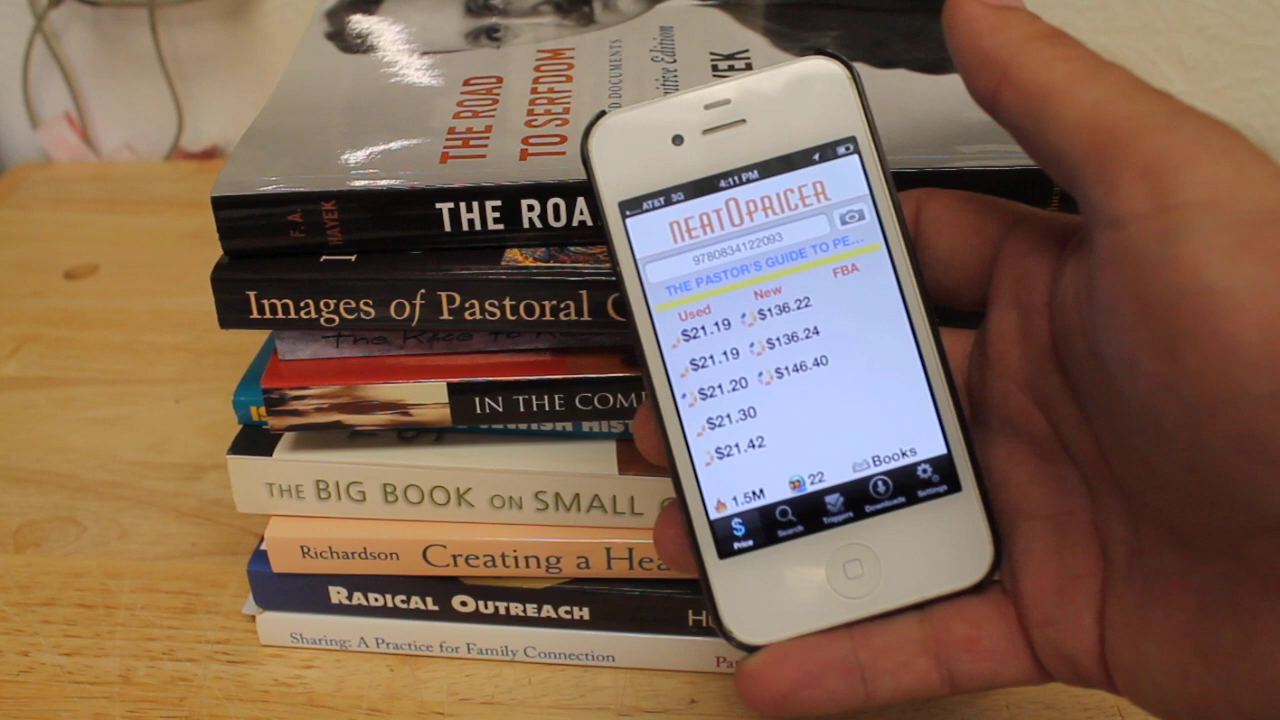 THE ROAD
TO SERFDOM
DOCUMENTS
Edition
F. A.
HAYEK
THE ROA
Images of Pastoral
IN THE
JEWISH
THE BIG BOOK ON SMALL
Richardson Creating a Hea
RADICAL OUTREACH
Sharing: A Practice for Family Connection
AT&T 3G 4:11 PM
NEATOPRICER
9780834122093
THE PASTOR'S GUIDE TO PE...
Used New FBA
$21.19 $136.22
$21.19 $136.24
$21.20 $146.40
$21.30
$21.42
1.5M 22 Books
Price Search Triggers Downloads Settings